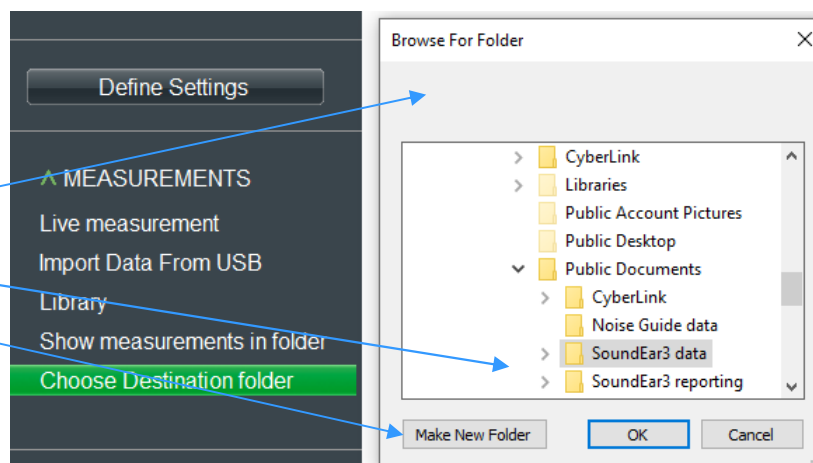 Define Settings
MEASUREMENTS
Live measurement
Import Data From USB
Library
Show measurements in folder
Choose Destination folder
Browse For Folder
CyberLink
Libraries
Public Account Pictures
Public Desktop
Public Documents
CyberLink
Noise Guide data
SoundEar3 data
SoundEar3 reporting
Make New Folder
OK
Cancel